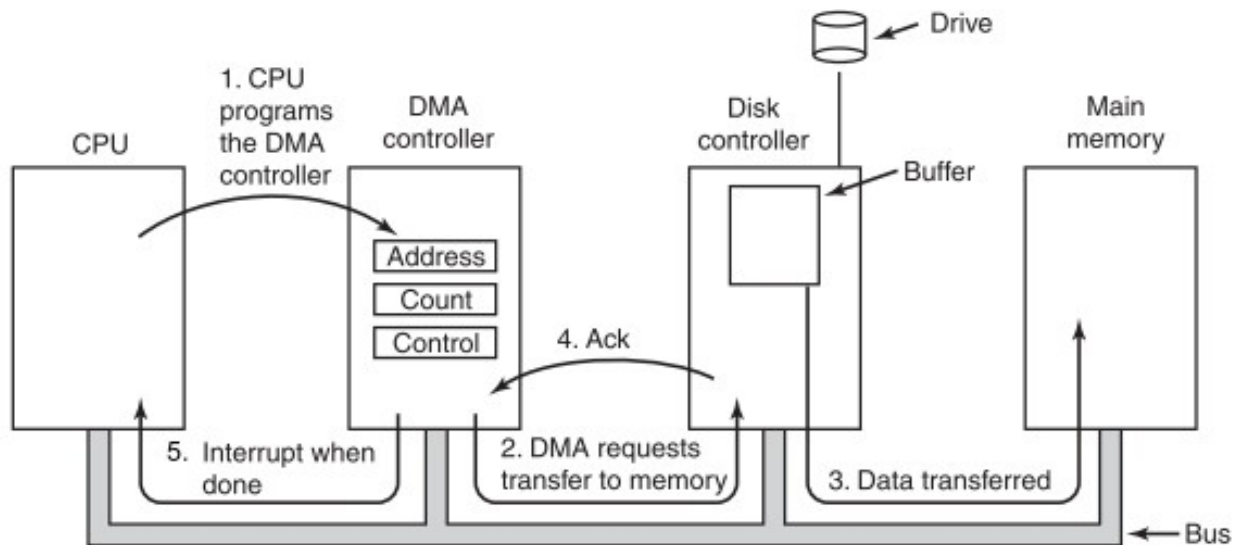 Drive
1. CPU
programs
the DMA
controller
CPU
DMA
controller
Disk
controller
Main
memory
Buffer
Address
Count
Control
4. Ack
5. Interrupt when
done
2. DMA requests
transfer to memory
3. Data transferred
Bus